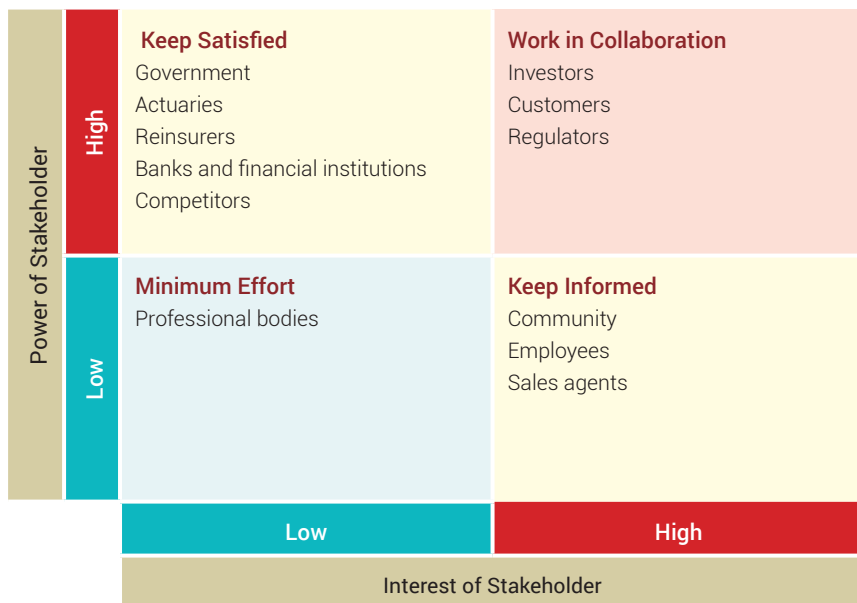 Power of Stakeholder
High
Keep Satisfied
Government
Actuaries
Reinsurers
Banks and financial institutions
Competitors
Work in Collaboration
Investors
Customers
Regulators
Low
Minimum Effort
Professional bodies
Keep Informed
Community
Employees
Sales agents
Low
High
Interest of Stakeholder